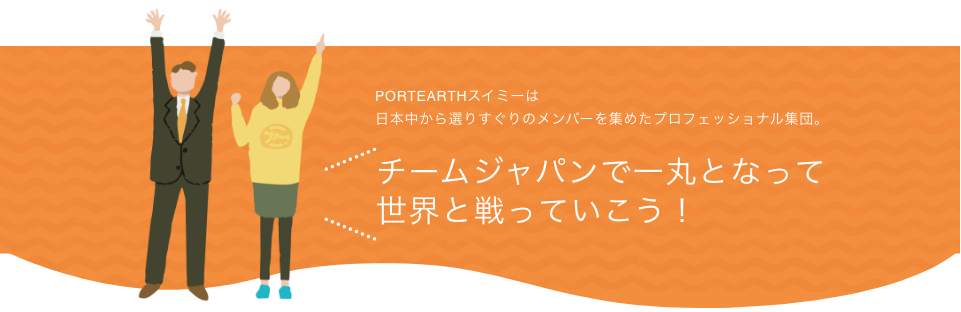 PORTEARTHスイミーは
日本中から選りすぐりのメンバーを集めたプロフェッショナル集団。
チームジャパンで一丸となって
世界と戦っていこう！